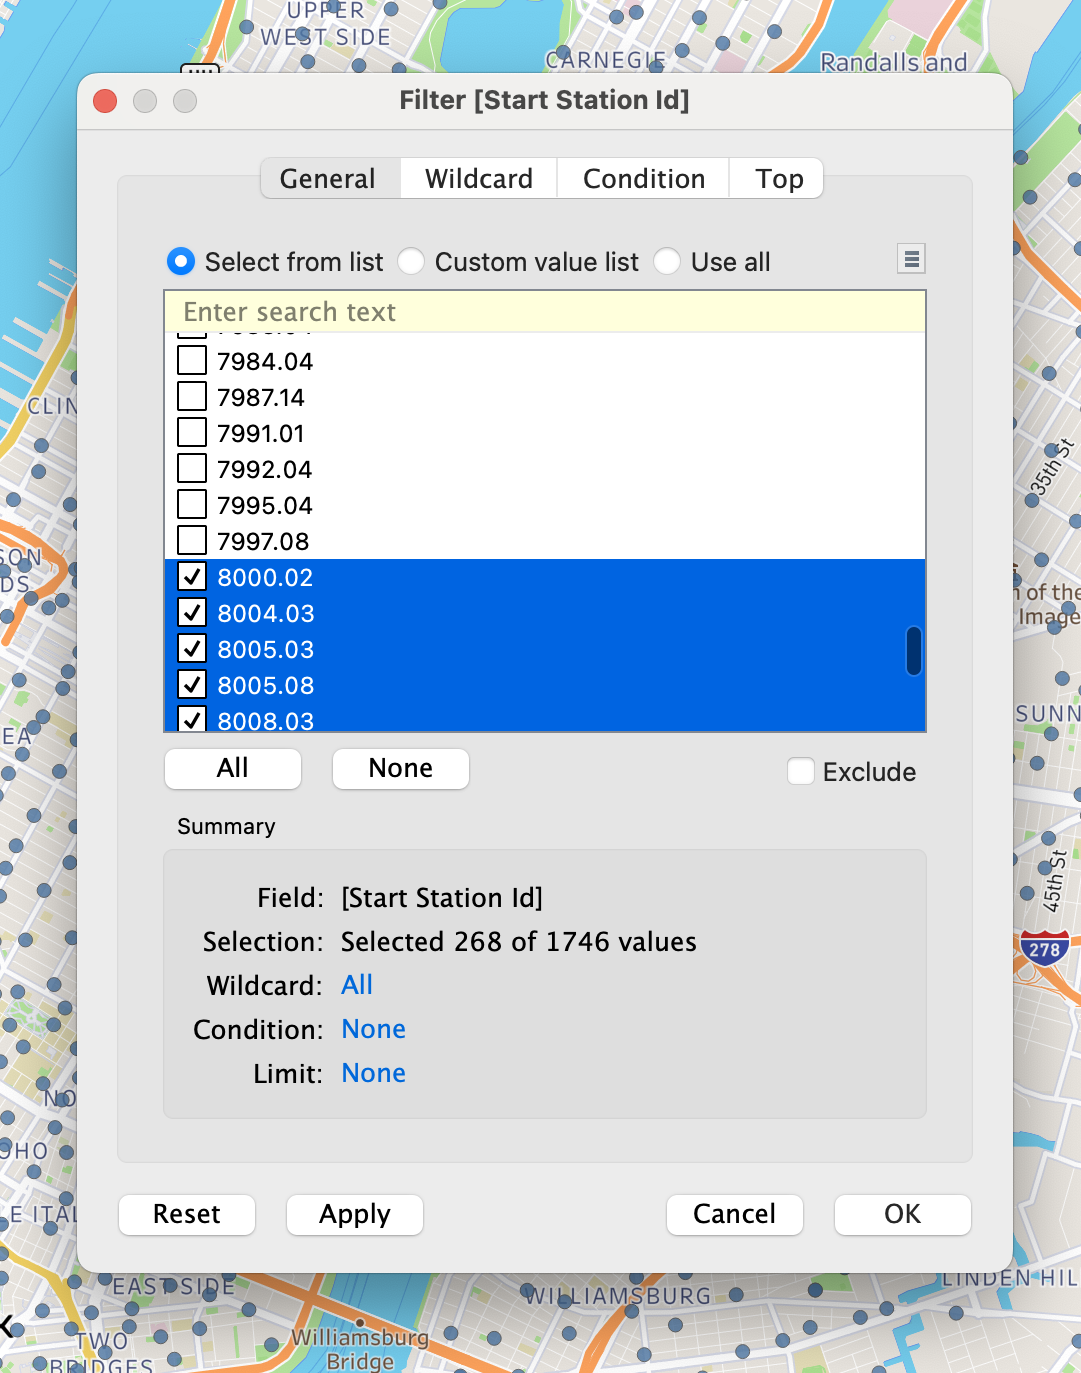 UPPER
WEST SIDE
CARNEGIE
Randalls and
Filter [Start Station Id]
General
Wildcard
Condition
Top
Select from list
Custom value list
Use all
Enter search text
7984.04
7987.14
7991.01
7992.04
7995.04
7997.08
8000.02
8004.03
8005.03
8005.08
8008.03
All
None
Exclude
Summary
Field: [Start Station Id]
Selection: Selected 268 of 1746 values
Wildcard: All
Condition: None
Limit: None
Reset
Apply
Cancel
OK
CLIN
SON
DS
EA
NO
OHO
E ITAL
35th St
of the
Image
SUNN
45th St
278
EAST SIDE
WILLIAMSBURG
LINDEN HIL
TWO
BRIDGES
Williamsburg
Bridge